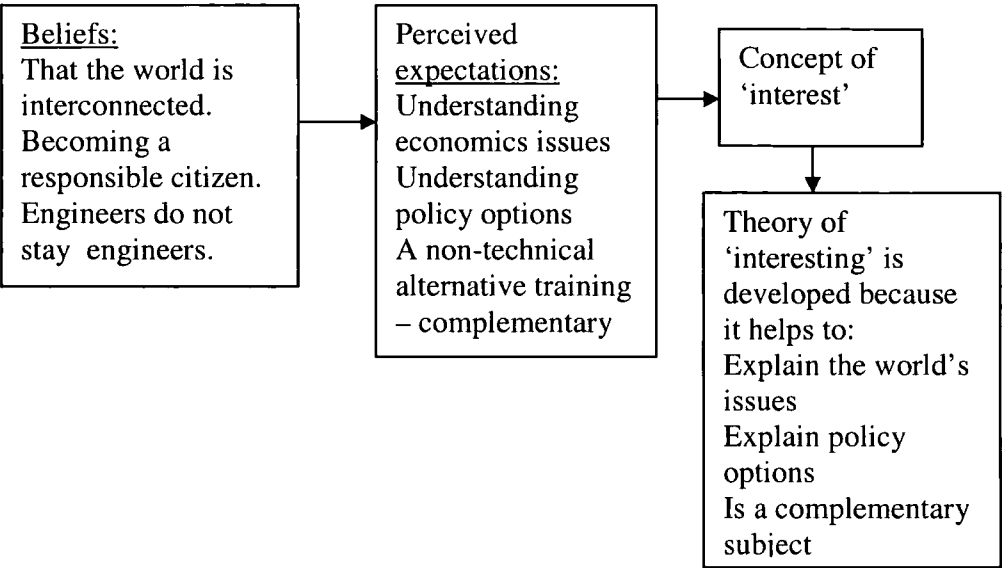 Beliefs:
That the world is
interconnected.
Becoming a
responsible citizen.
Engineers do not
stay engineers.
Perceived
expectations:
Understanding
economics issues
Understanding
policy options
A non-technical
alternative training
– complementary
Concept of
‘interest’
Theory of
‘interesting’ is
developed because
it helps to:
Explain the world’s
issues
Explain policy
options
Is a complementary
subject